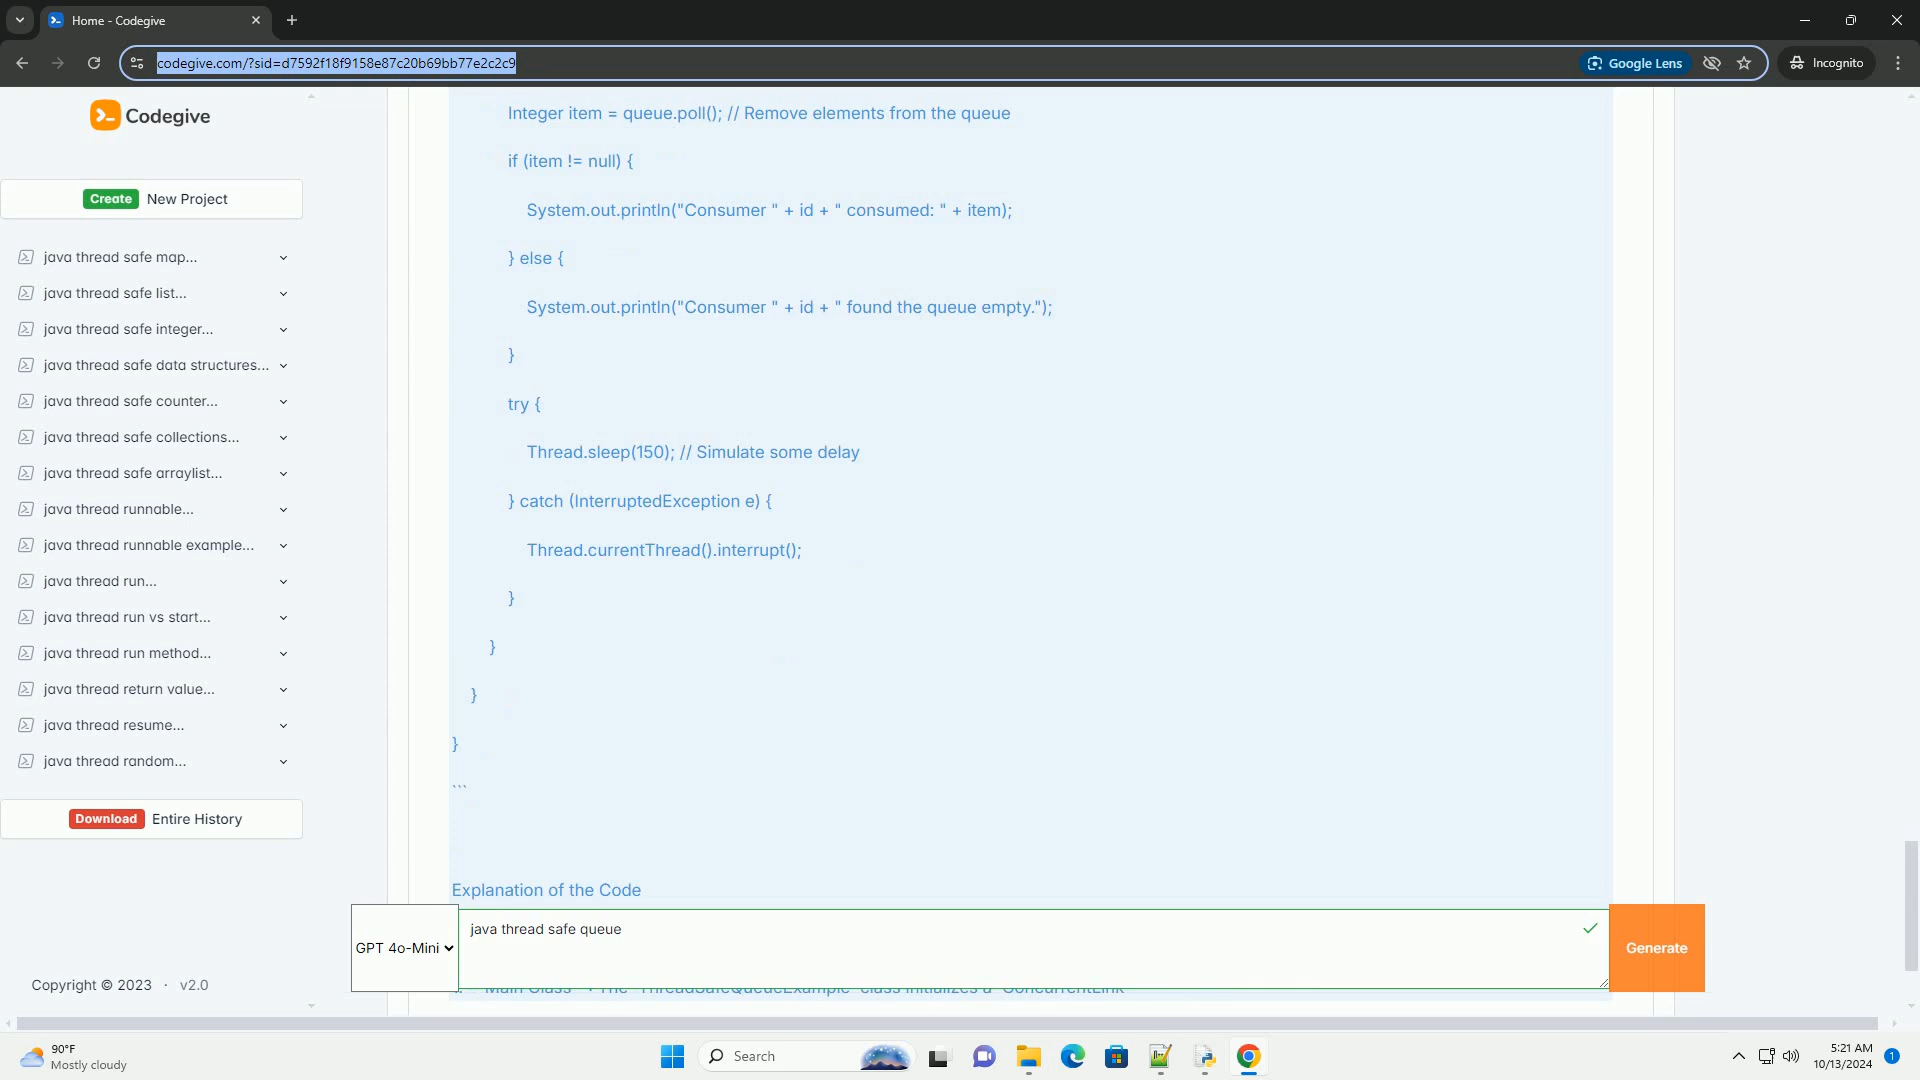 Home - Codegive
codegive.com/?sid=d7592f18f9158e87c20b69bb77e2c2c9
Google Lens
Incognito
Codegive
Create New Project
java thread safe map...
java thread safe list...
java thread safe integer...
java thread safe data structures...
java thread safe counter...
java thread safe collections...
java thread safe arraylist...
java thread runnable...
java thread runnable example...
java thread run...
java thread run vs start...
java thread run method...
java thread return value...
java thread resume...
java thread random...
Download Entire History
Copyright © 2023 · v2.0
Integer item = queue.poll(); // Remove elements from the queue
if (item != null) {
System.out.println("Consumer " + id + " consumed: " + item);
} else {
System.out.println("Consumer " + id + " found the queue empty.");
}
try {
Thread.sleep(150); // Simulate some delay
} catch (InterruptedException e) {
Thread.currentThread().interrupt();
}
}
}
}
```
Explanation of the Code
GPT 4o-Mini
java thread safe queue
Generate
90°F
Mostly cloudy
Search
5:21 AM
10/13/2024
1